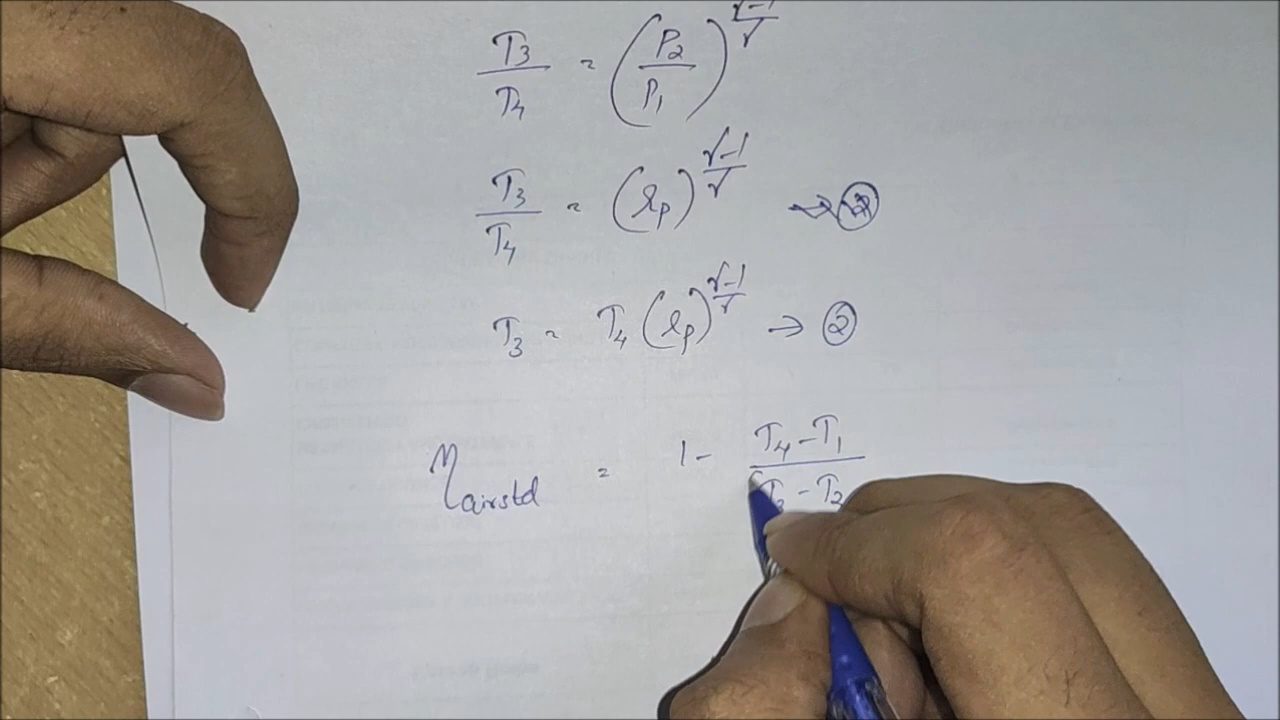 T3/T4 = (P2/P1)^(γ-1)/γ
T3/T4 = (rp)^(γ-1)/γ →
T3 = T4 (rp)^(γ-1)/γ → ②
η airstd = 1 - (T4 - T1)/(T3 - T2)